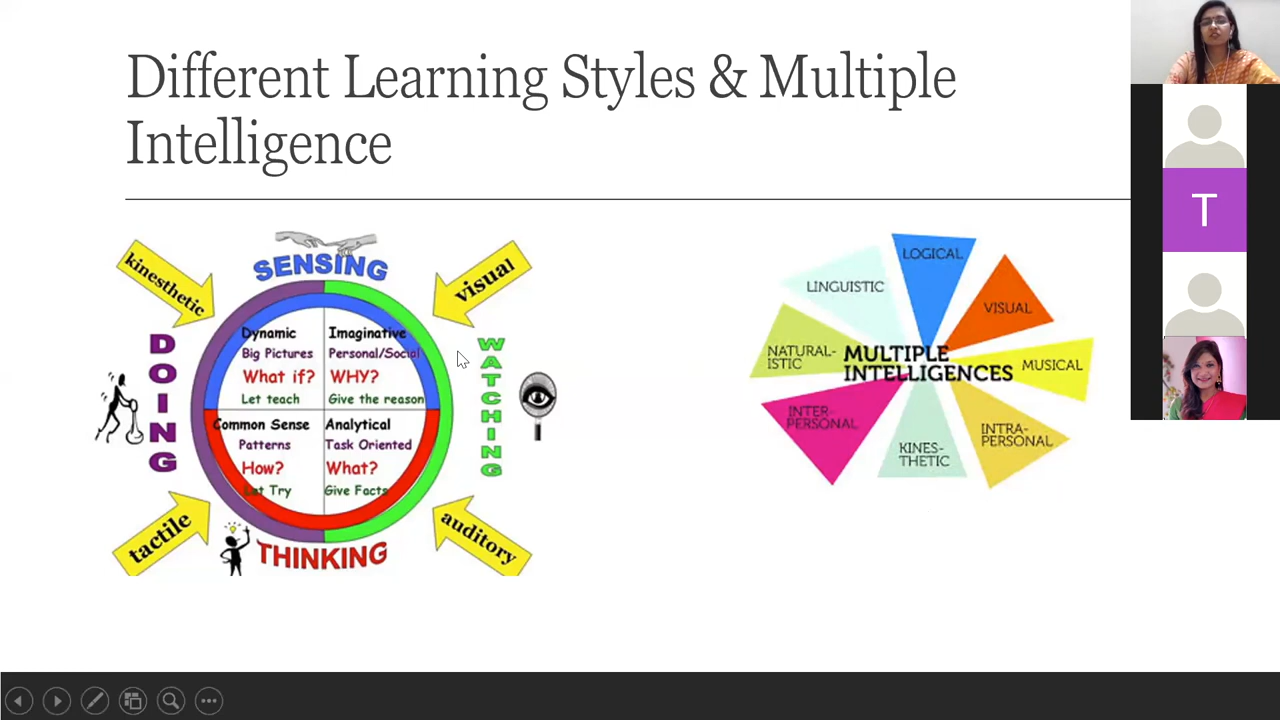 Different Learning Styles & Multiple
Intelligence
kinesthetic
SENSING
visual
DOING
WATCHING
Dynamic
Big Pictures
What if?
Let teach
Imaginative
Personal/Social
WHY?
Give the reason
Common Sense
Patterns
How?
Let Try
Analytical
Task Oriented
What?
Give Facts
tactile
THINKING
auditory
LOGICAL
LINGUISTIC
VISUAL
NATURAL-
ISTIC
MULTIPLE
INTELLIGENCES
MUSICAL
INTER-
PERSONAL
KINES-
THETIC
INTRA-
PERSONAL
T